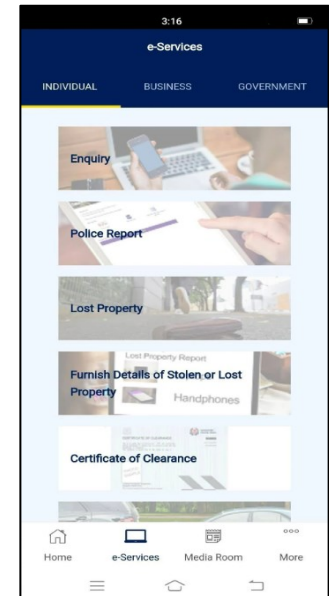 3:16
e-Services
INDIVIDUAL BUSINESS GOVERNMENT
Enquiry
Police Report
Lost Property
Lost Property Report
Furnish Details of Stolen or Lost
Property
Handphones
Certificate of Clearance
Home e-Services Media Room More